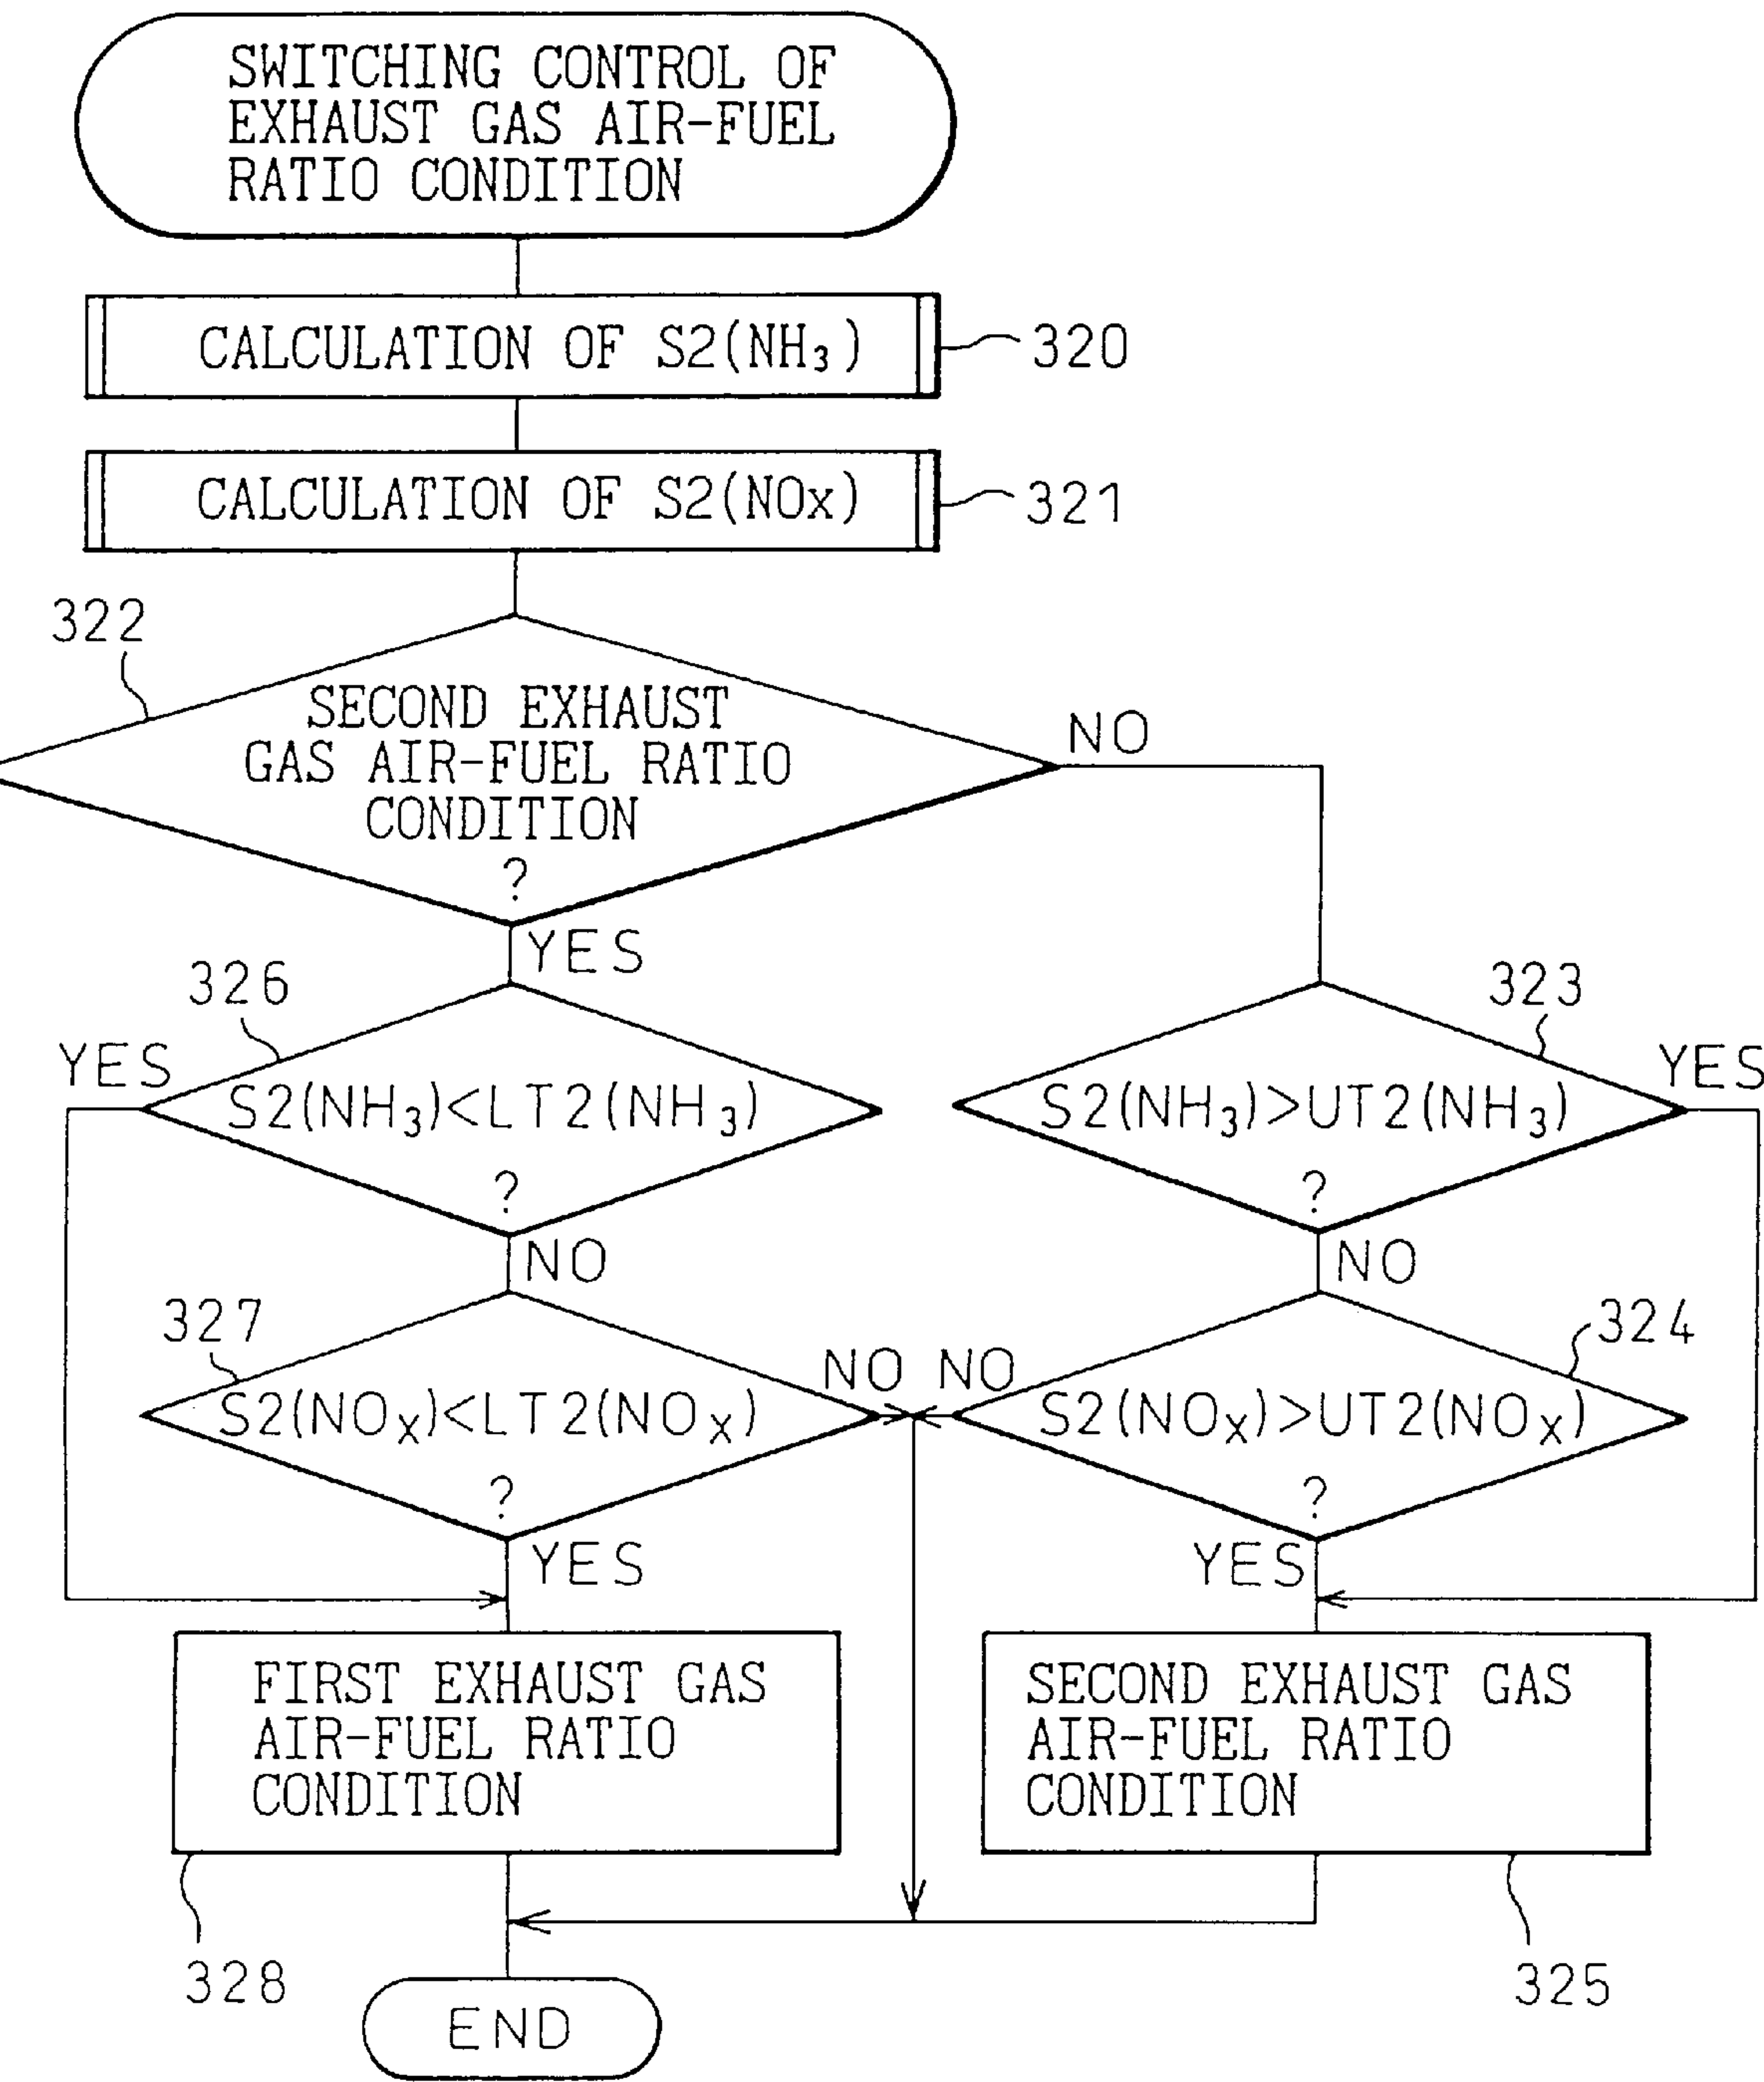 SWITCHING CONTROL OF
EXHAUST GAS AIR-FUEL
RATIO CONDITION
CALCULATION OF S2(NH₃)
320
CALCULATION OF S2(NOx)
321
322
SECOND EXHAUST
GAS AIR-FUEL RATIO
CONDITION
?
NO
YES
326
YES
S2(NH₃)<LT2(NH₃)
?
NO
323
YES
S2(NH₃)>UT2(NH₃)
?
NO
327
NO
S2(NOₓ)<LT2(NOₓ)
?
YES
324
NO
S2(NOₓ)>UT2(NOₓ)
?
YES
FIRST EXHAUST GAS
AIR-FUEL RATIO
CONDITION
328
SECOND EXHAUST GAS
AIR-FUEL RATIO
CONDITION
325
END